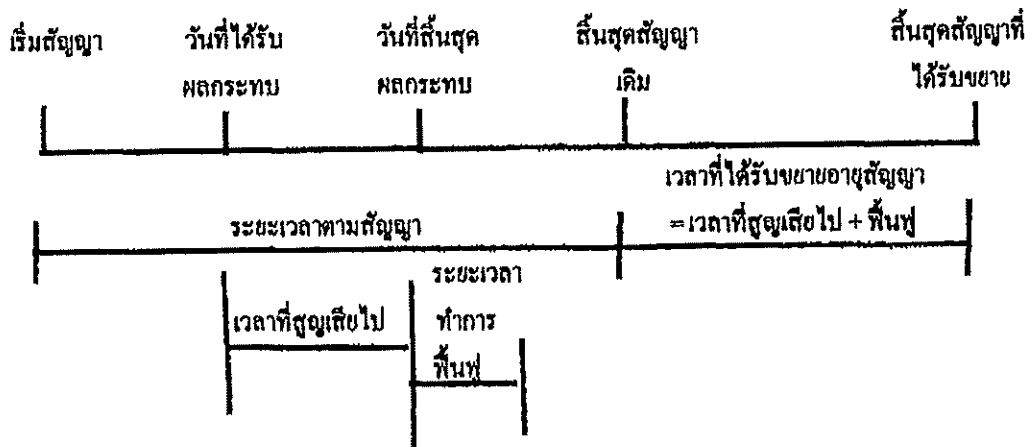 เริ่มสัญญา
วันที่ได้รับ
ผลกระทบ
วันที่สิ้นสุด
ผลกระทบ
สิ้นสุดสัญญา
เดิม
สิ้นสุดสัญญาที่
ได้รับขยาย
เวลาที่ได้รับขยายอายุสัญญา
=เวลาที่สูญเสียไป + ฟื้นฟู
ระยะเวลาตามสัญญา
เวลาที่สูญเสียไป
ระยะเวลา
ทำการ
ฟื้นฟู